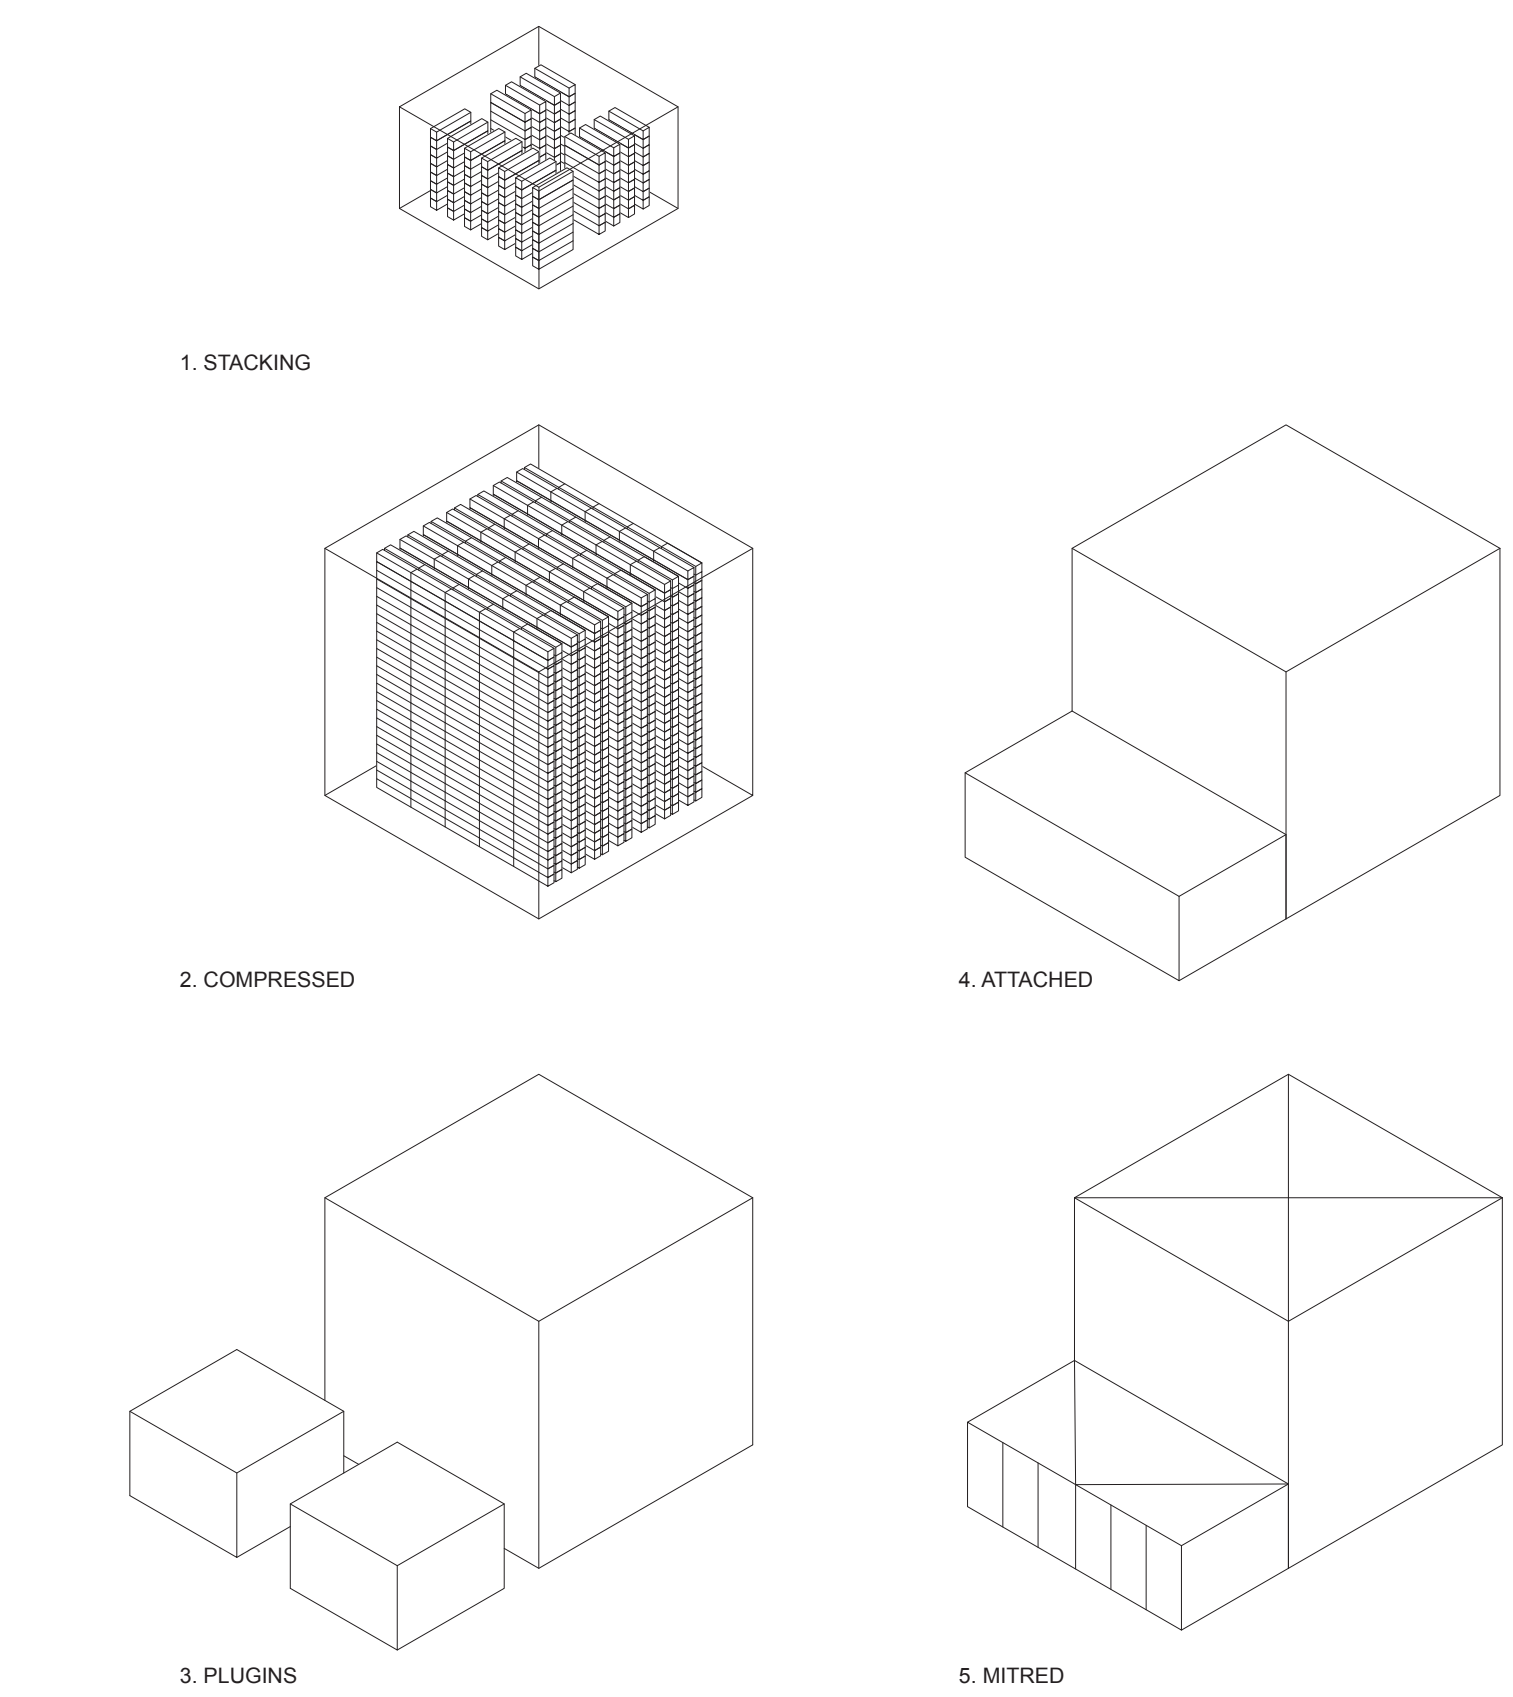 1. STACKING
2. COMPRESSED
4. ATTACHED
3. PLUGINS
5. MITRED